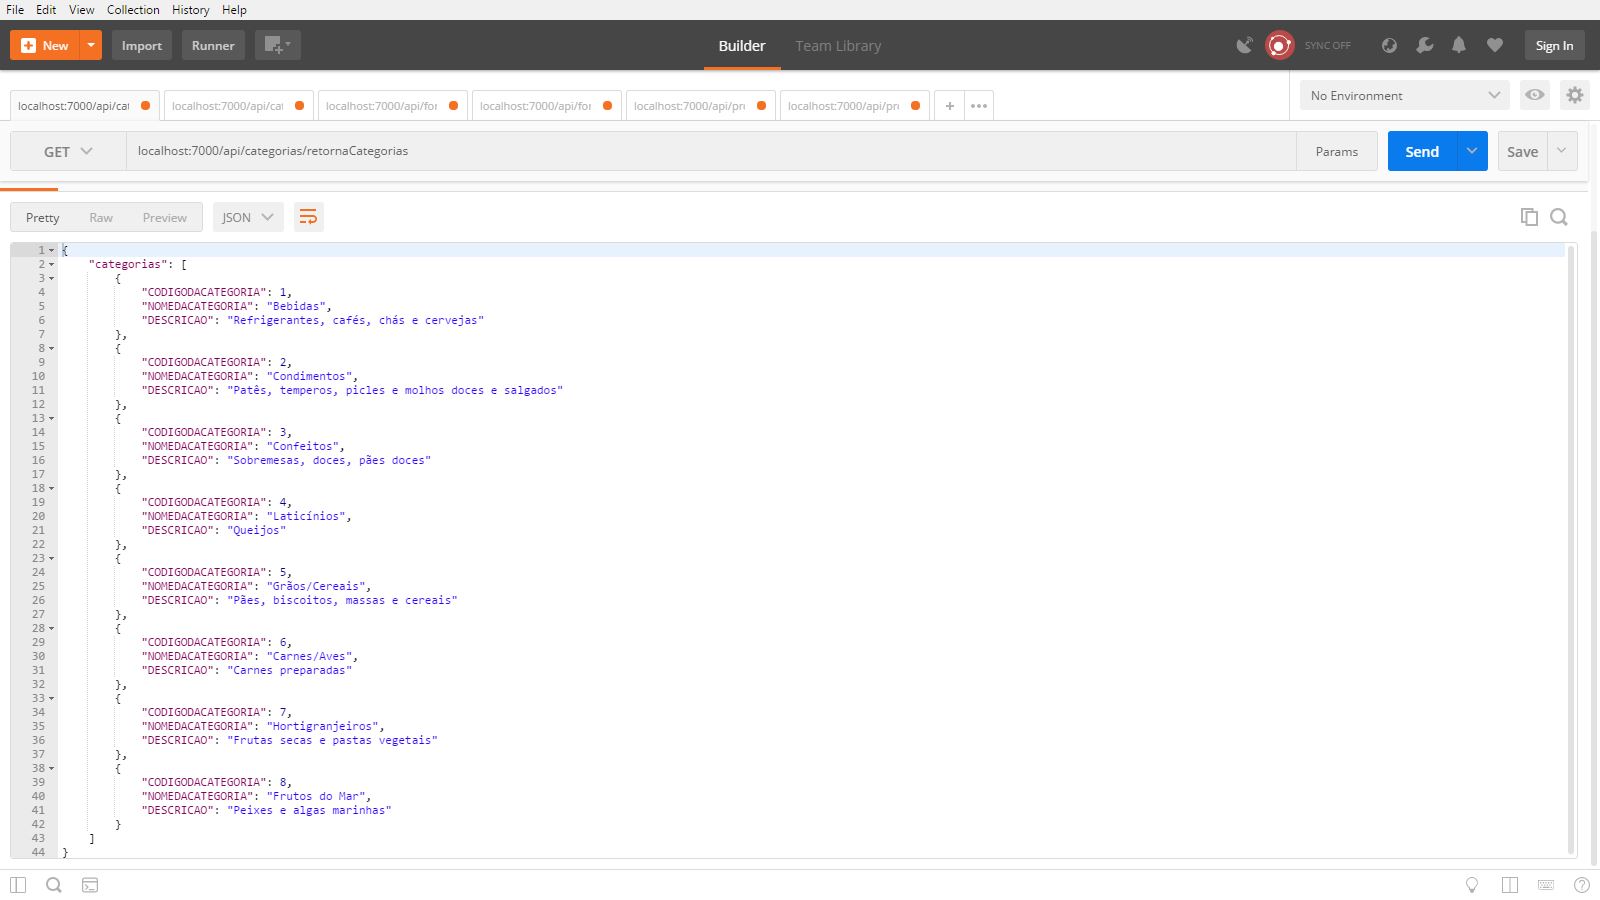 File Edit View Collection History Help
New Import Runner Builder Team Library SYNC OFF Sign In
localhost:7000/api/cat localhost:7000/api/cat localhost:7000/api/for localhost:7000/api/for localhost:7000/api/pro localhost:7000/api/pro + ••• No Environment
GET localhost:7000/api/categorias/retornaCategorias Params Send Save
Pretty Raw Preview JSON
1 {
2 "categorias": [
3 {
4 "CODIGODACATEGORIA": 1,
5 "NOMEDACATEGORIA": "Bebidas",
6 "DESCRICAO": "Refrigerantes, cafés, chás e cervejas"
7 },
8 {
9 "CODIGODACATEGORIA": 2,
10 "NOMEDACATEGORIA": "Condimentos",
11 "DESCRICAO": "Patês, temperos, picles e molhos doces e salgados"
12 },
13 {
14 "CODIGODACATEGORIA": 3,
15 "NOMEDACATEGORIA": "Confeitos",
16 "DESCRICAO": "Sobremesas, doces, pães doces"
17 },
18 {
19 "CODIGODACATEGORIA": 4,
20 "NOMEDACATEGORIA": "Laticínios",
21 "DESCRICAO": "Queijos"
22 },
23 {
24 "CODIGODACATEGORIA": 5,
25 "NOMEDACATEGORIA": "Grãos/Cereais",
26 "DESCRICAO": "Pães, biscoitos, massas e cereais"
27 },
28 {
29 "CODIGODACATEGORIA": 6,
30 "NOMEDACATEGORIA": "Carnes/Aves",
31 "DESCRICAO": "Carnes preparadas"
32 },
33 {
34 "CODIGODACATEGORIA": 7,
35 "NOMEDACATEGORIA": "Hortigranjeiros",
36 "DESCRICAO": "Frutas secas e pastas vegetais"
37 },
38 {
39 "CODIGODACATEGORIA": 8,
40 "NOMEDACATEGORIA": "Frutos do Mar",
41 "DESCRICAO": "Peixes e algas marinhas"
42 }
43 ]
44 }